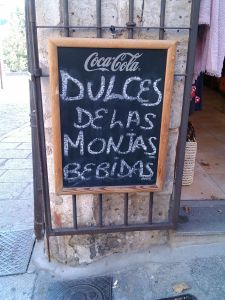 Coca-Cola
DULCES
DE LAS
MONJAS
BEBIDAS